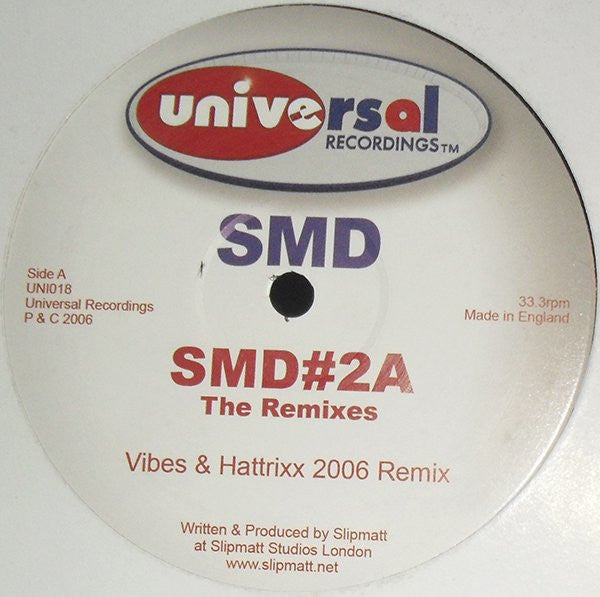 universal
RECORDINGS™
SMD
Side A
UNI018
Universal Recordings
P & C 2006
33.3rpm
Made in England
SMD#2A
The Remixes
Vibes & Hattrixx 2006 Remix
Written & Produced by Slipmatt
at Slipmatt Studios London
www.slipmatt.net